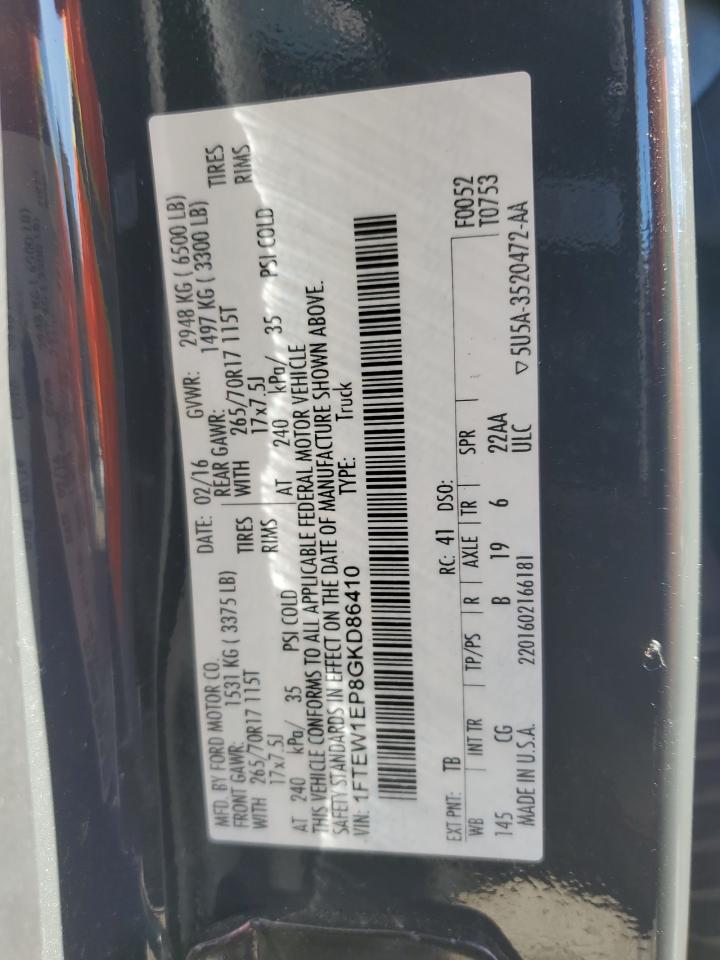 MFD. BY FORD MOTOR CO.
DATE: 02/16
GVWR: 2948 KG ( 6500 LB)
FRONT GAWR: 1531 KG ( 3375 LB)
REAR GAWR: 1497 KG ( 3300 LB)
WITH 265/70R17 115T TIRES
WITH 265/70R17 115T TIRES
17x7.5J RIMS
17x7.5J RIMS
AT 240 kPa/ 35 PSI COLD
AT 240 kPa/ 35 PSI COLD
THIS VEHICLE CONFORMS TO ALL APPLICABLE FEDERAL MOTOR VEHICLE
SAFETY STANDARDS IN EFFECT ON THE DATE OF MANUFACTURE SHOWN ABOVE.
VIN: 1FTEW1EP8GKD86410
TYPE: Truck
F0052
T0753
EXT PNT: TB RC: 41 DSO:
WB INT TR TP/PS R AXLE TR SPR
145 CG B 19 6 22AA
MADE IN U.S.A. 2201602166181 ULC
▽5U5A-3520472-AA